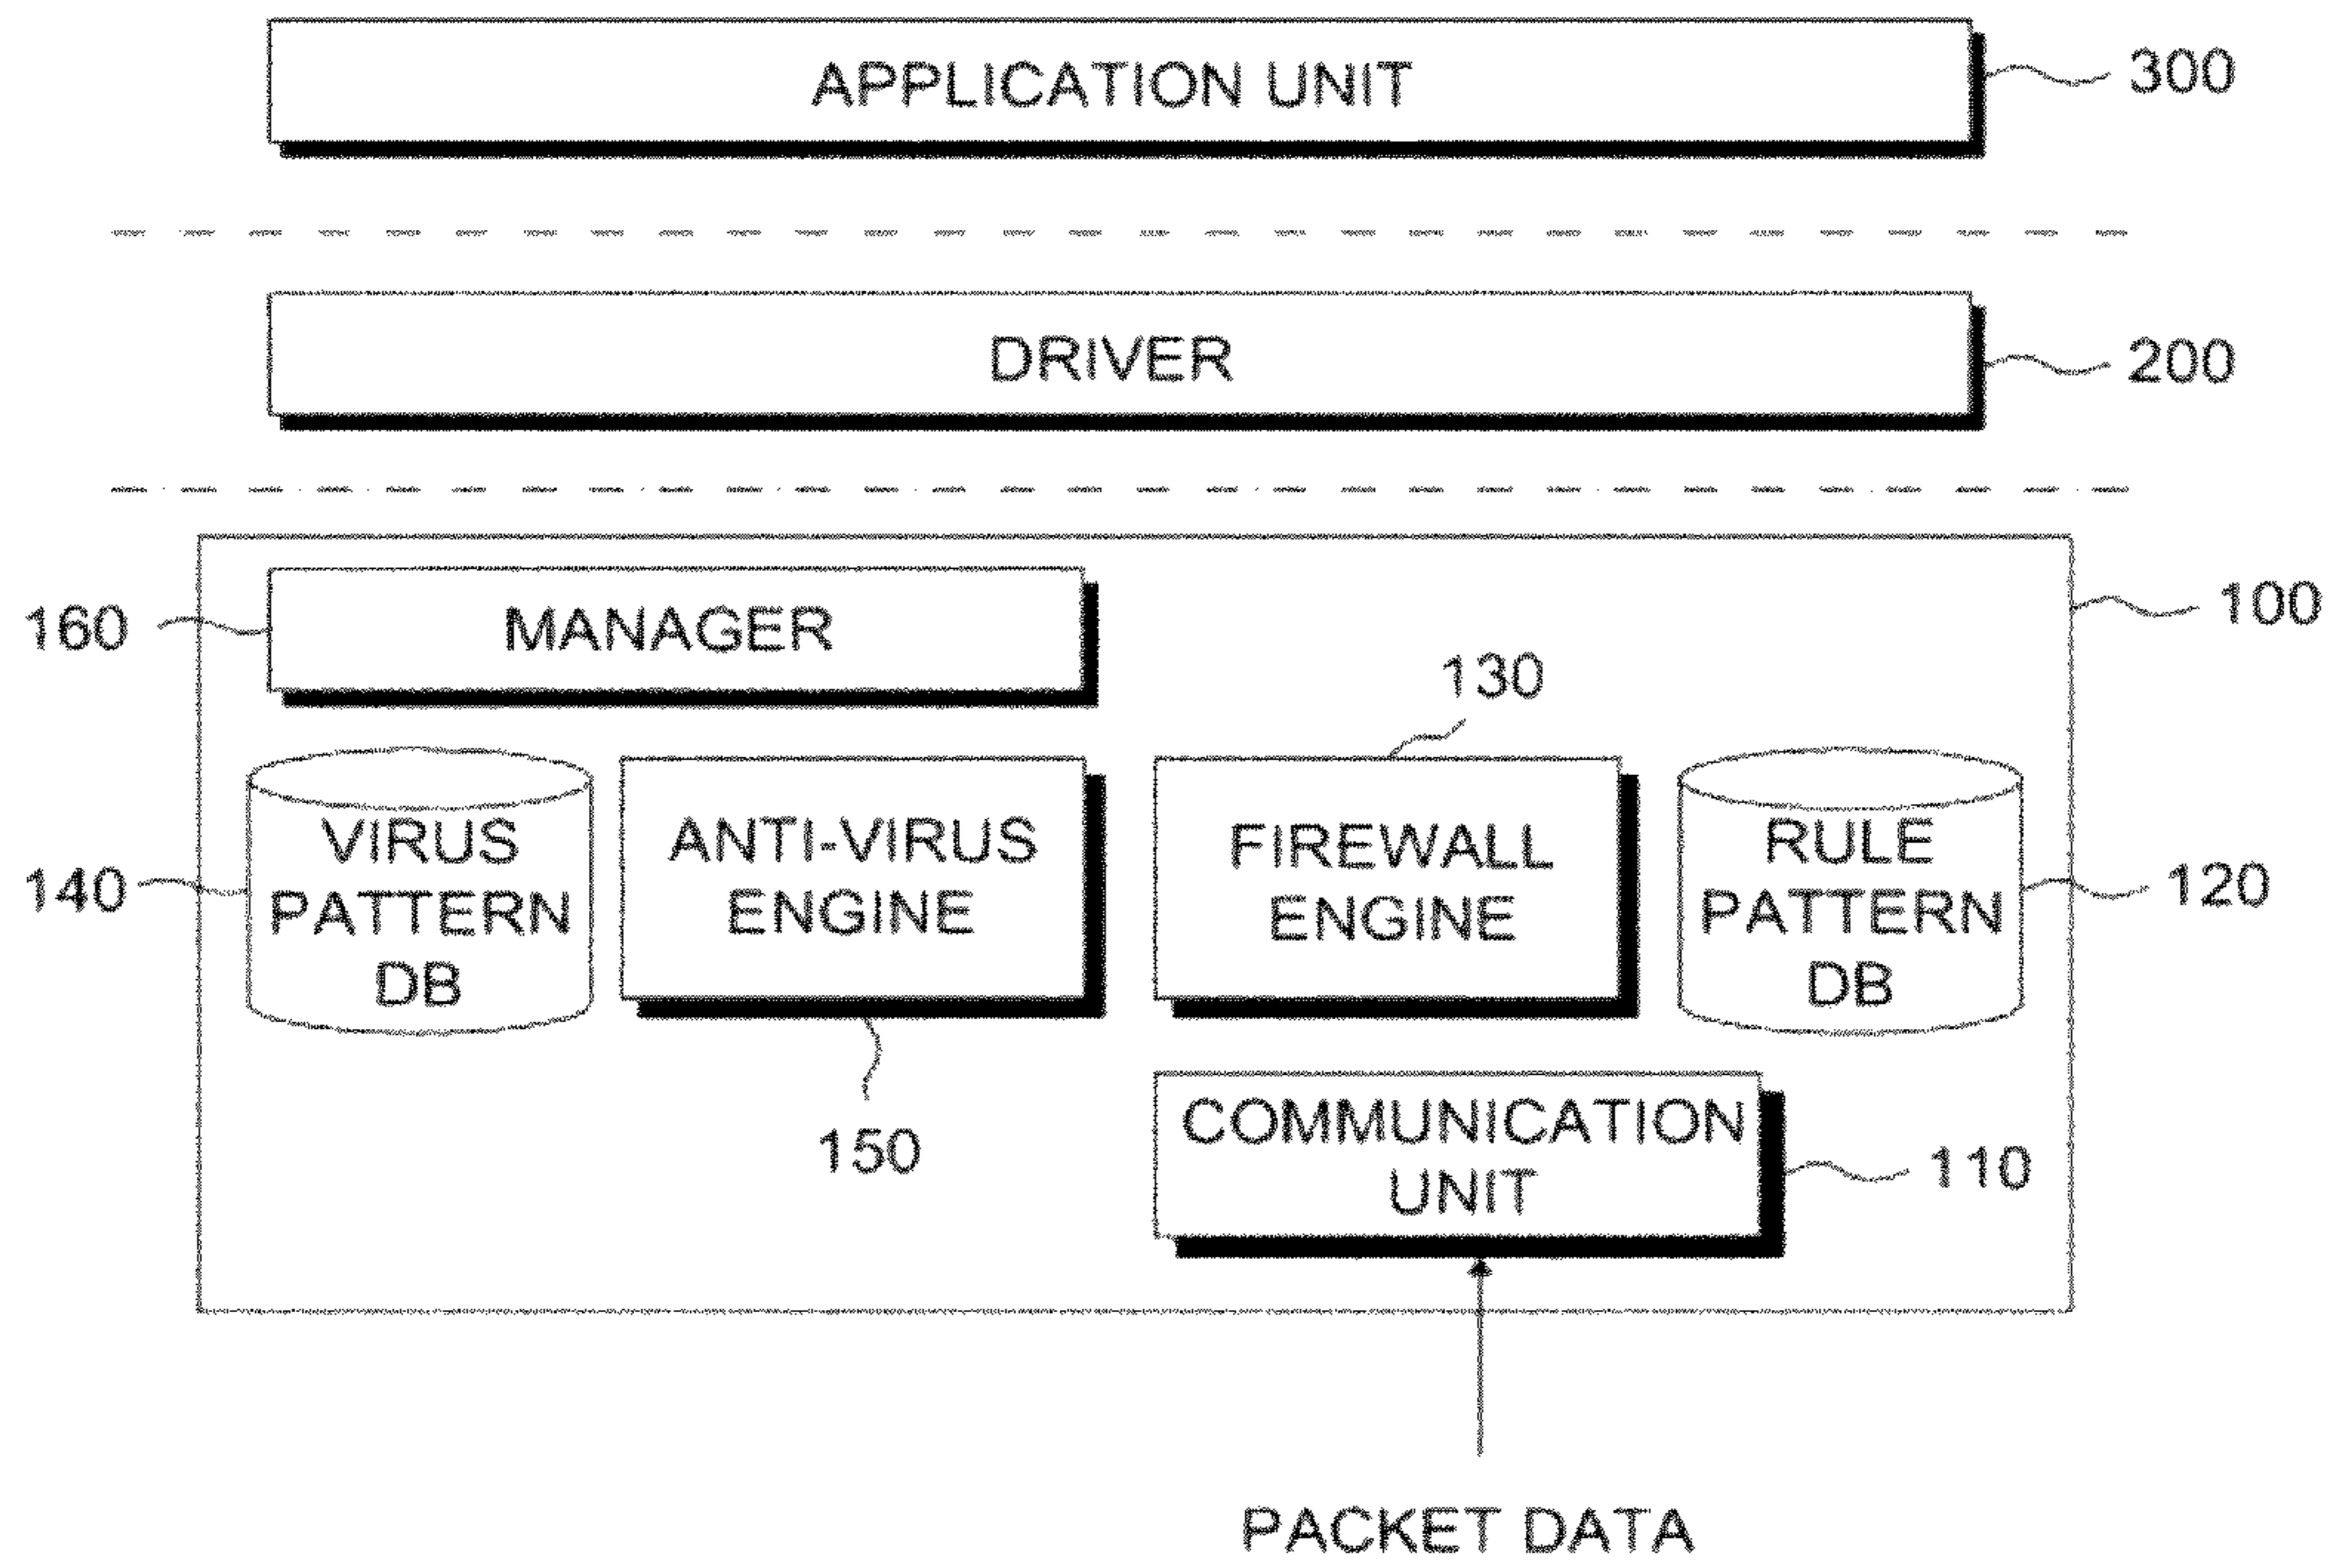 APPLICATION UNIT
300
DRIVER
200
160
MANAGER
100
130
140
VIRUS
PATTERN
DB
ANTI-VIRUS
ENGINE
FIREWALL
ENGINE
RULE
PATTERN
DB
120
150
COMMUNICATION
UNIT
110
PACKET DATA